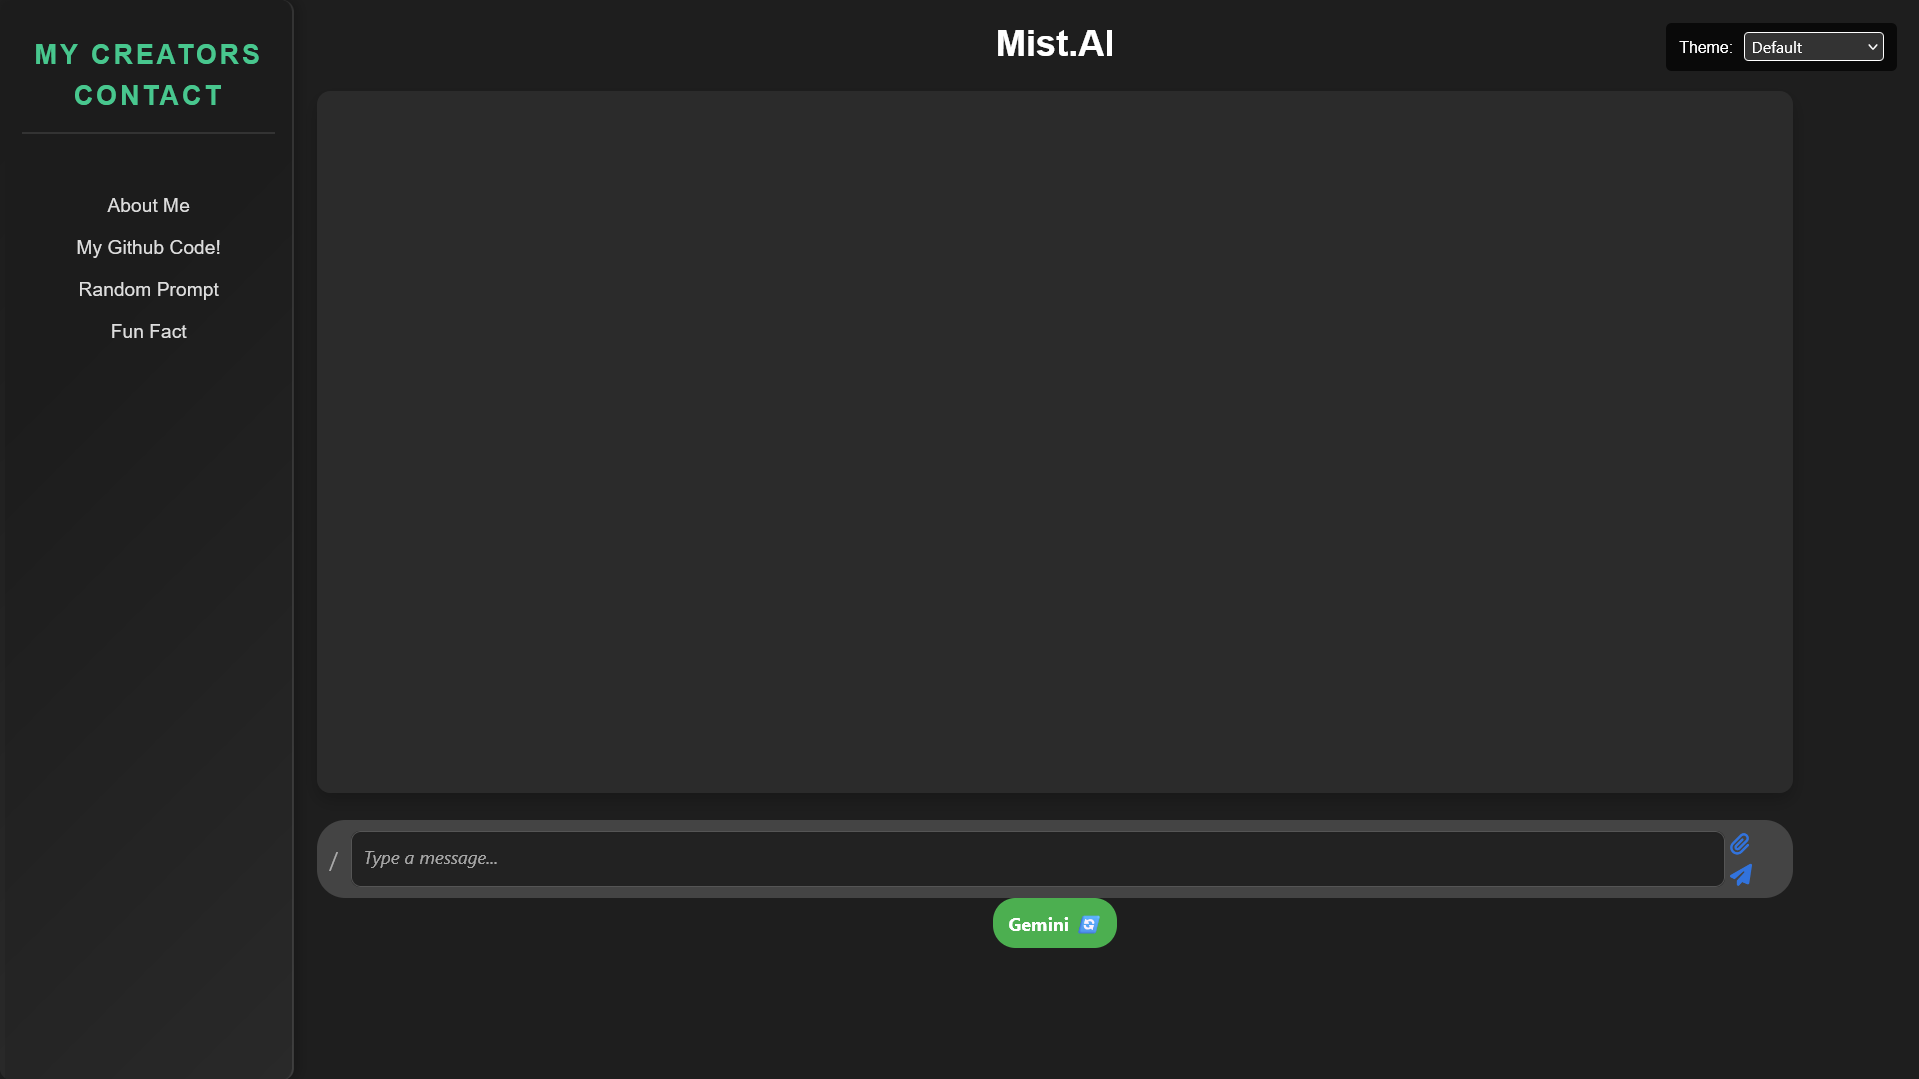 MY CREATORS
CONTACT
About Me
My Github Code!
Random Prompt
Fun Fact
Mist.AI
Theme: Default
/ Type a message...
Gemini